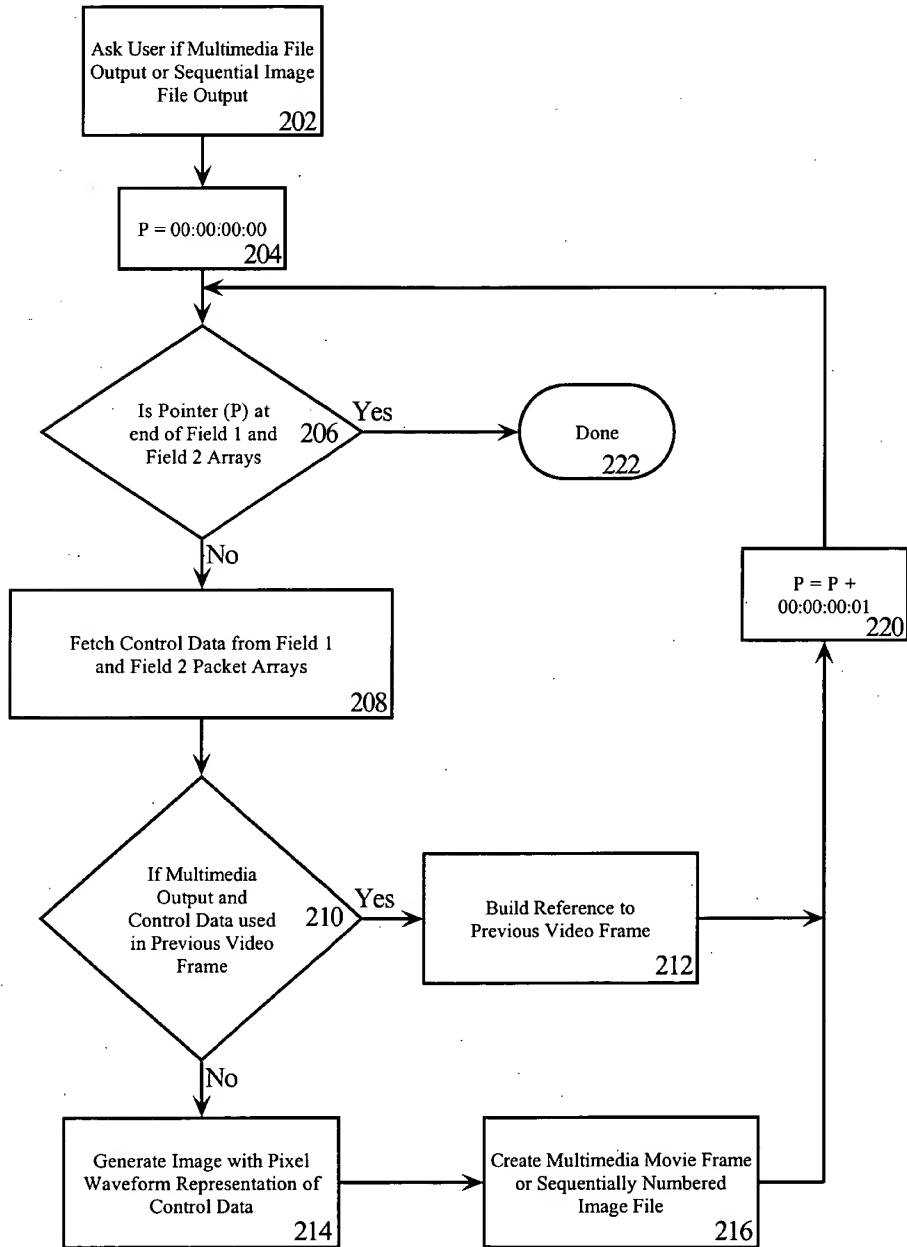 Ask User if Multimedia File
Output or Sequential Image
File Output
202
P = 00:00:00:00
204
Is Pointer (P) at
end of Field 1 and
Field 2 Arrays
206
Yes
Done
222
No
P = P +
00:00:00:01
220
Fetch Control Data from Field 1
and Field 2 Packet Arrays
208
If Multimedia
Output and
Control Data used
in Previous Video
Frame
210
Yes
Build Reference to
Previous Video Frame
212
No
Generate Image with Pixel
Waveform Representation of
Control Data
214
Create Multimedia Movie Frame
or Sequentially Numbered
Image File
216